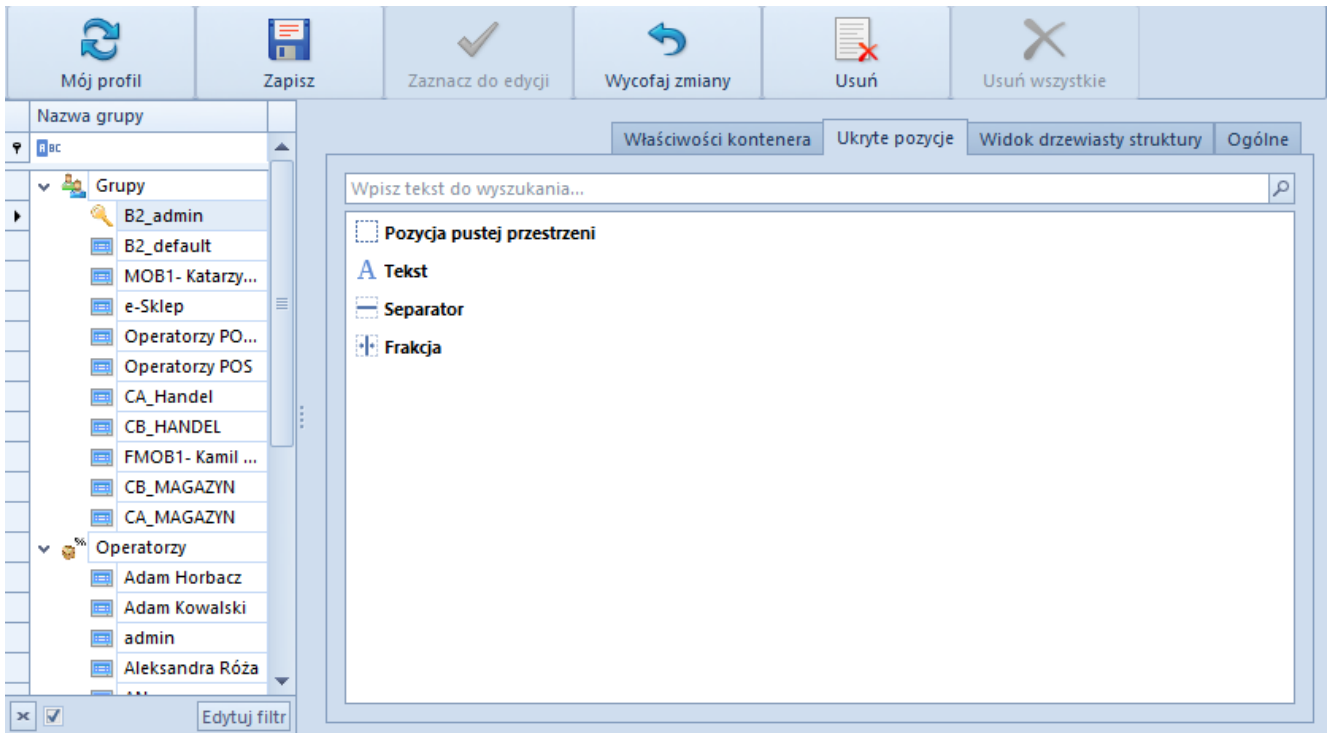 Mój profil
Zapisz
Zaznacz do edycji
Wycofaj zmiany
Usuń
Usuń wszystkie
Nazwa grupy
ABC
Grupy
B2_admin
B2_default
MOB1- Katarzy...
e-Sklep
Operatorzy PO...
Operatorzy POS
CA_Handel
CB_HANDEL
FMOB1- Kamil ...
CB_MAGAZYN
CA_MAGAZYN
Operatorzy
Adam Horbacz
Adam Kowalski
admin
Aleksandra Róża
Edytuj filtr
Właściwości kontenera
Ukryte pozycje
Widok drzewiasty struktury
Ogólne
Wpisz tekst do wyszukania...
Pozycja pustej przestrzeni
A Tekst
Separator
Frakcja